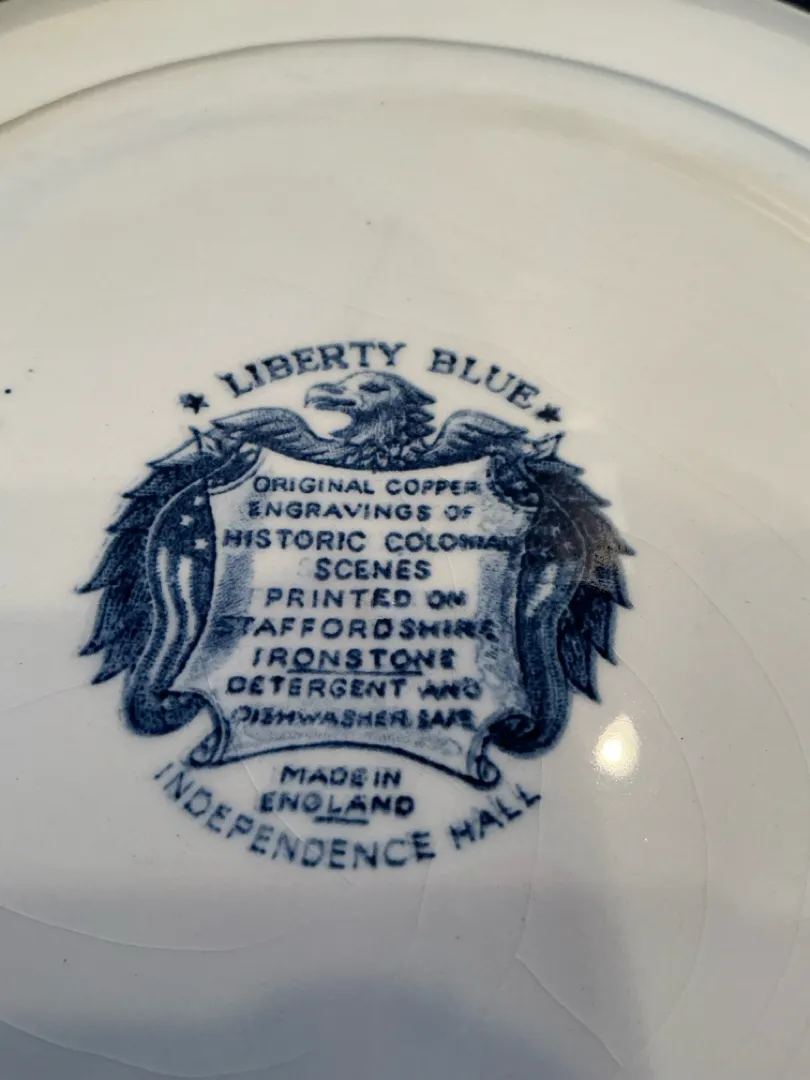 ★ LIBERTY BLUE ★
ORIGINAL COPPER
ENGRAVINGS OF
HISTORIC COLONIAL
SCENES
PRINTED ON
STAFFORDSHIRE
IRONSTONE
DETERGENT AND
DISHWASHER SAFE
MADE IN
ENGLAND
INDEPENDENCE HALL